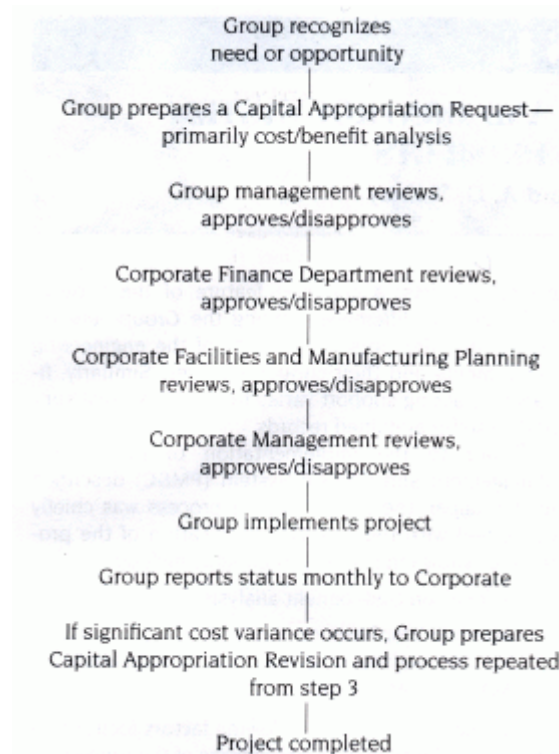 Group recognizes
need or opportunity
Group prepares a Capital Appropriation Request—
primarily cost/benefit analysis
Group management reviews,
approves/disapproves
Corporate Finance Department reviews,
approves/disapproves
Corporate Facilities and Manufacturing Planning
reviews, approves/disapproves
Corporate Management reviews,
approves/disapproves
Group implements project
Group reports status monthly to Corporate
If significant cost variance occurs, Group prepares
Capital Appropriation Revision and process repeated
from step 3
Project completed